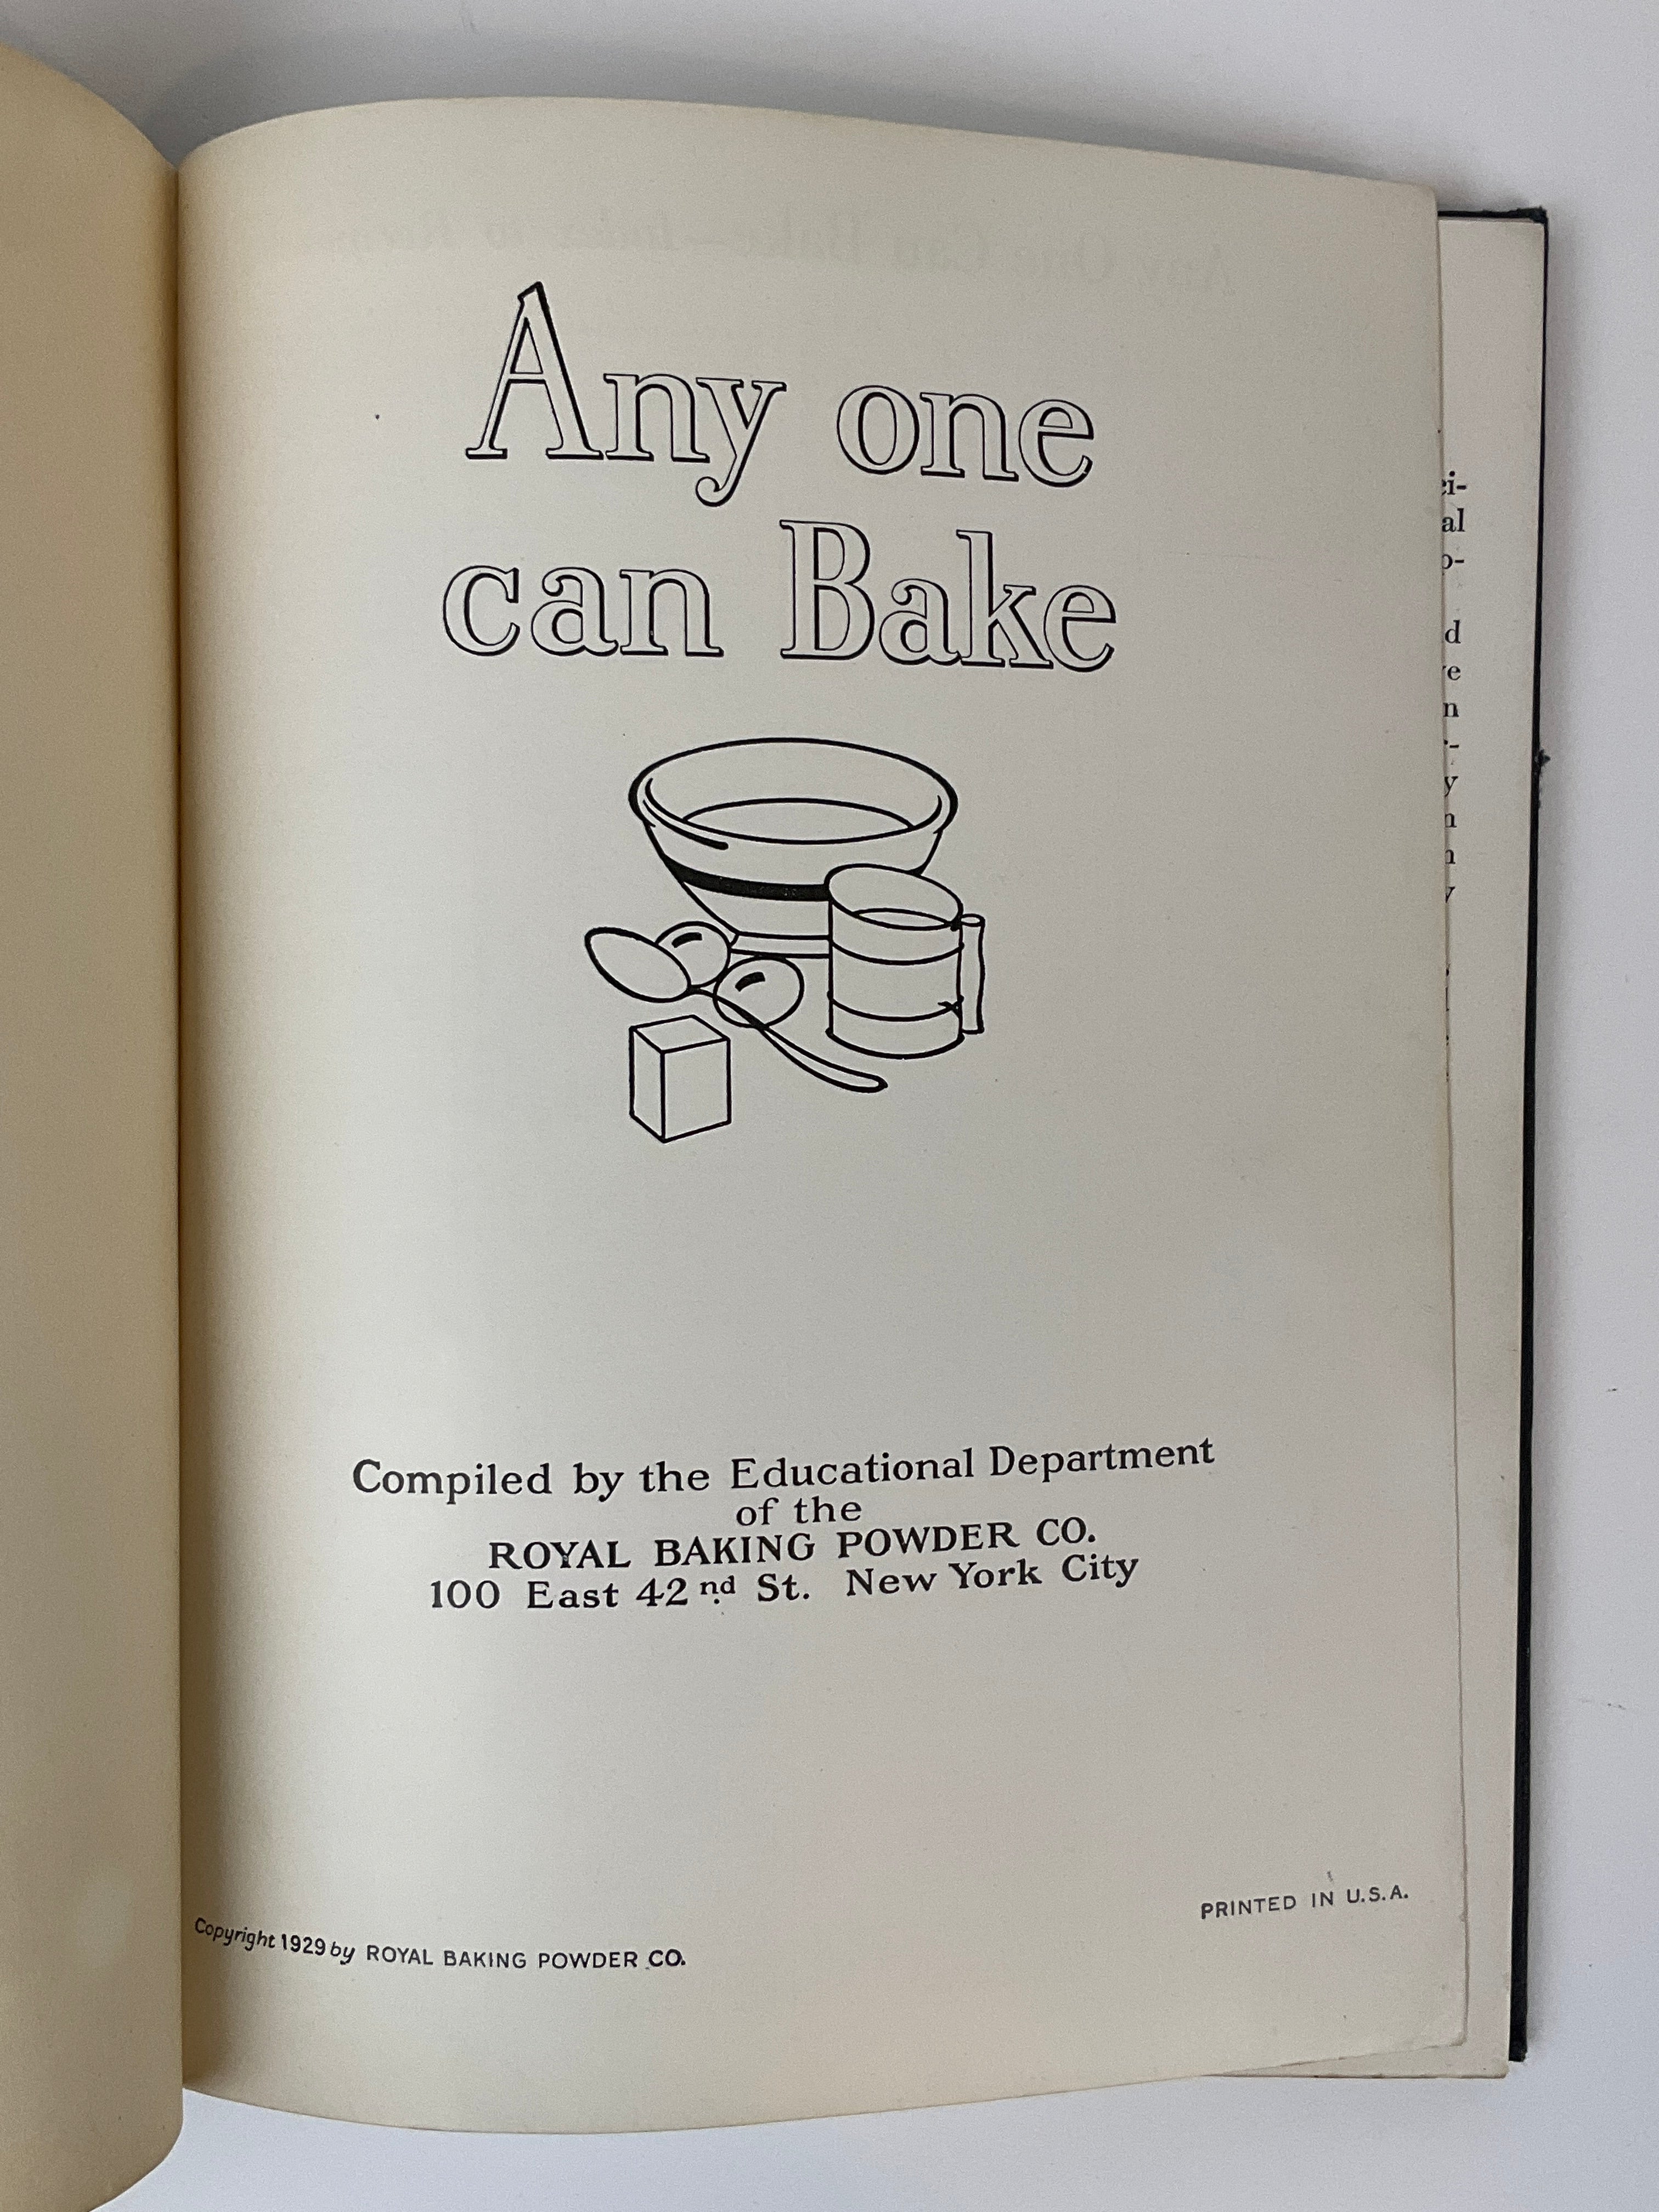 Any one
can Bake
Compiled by the Educational Department
of the
ROYAL BAKING POWDER CO.
100 East 42nd St. New York City
Copyright 1929 by ROYAL BAKING POWDER CO.
PRINTED IN U.S.A.